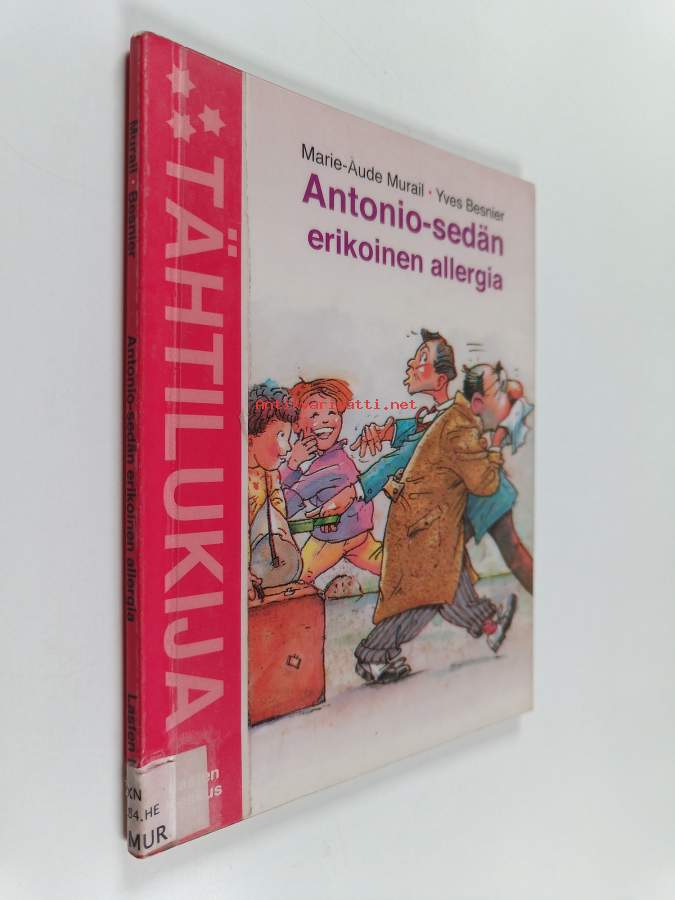 Marie-Aude Murail · Yves Besnier
Antonio-sedän
erikoinen allergia
TÄHTILUKIJA
Murail · Besnier
Antonio-sedän erikoinen allergia
Lasten
XN
84.HE
MUR
antikvariaatti.net